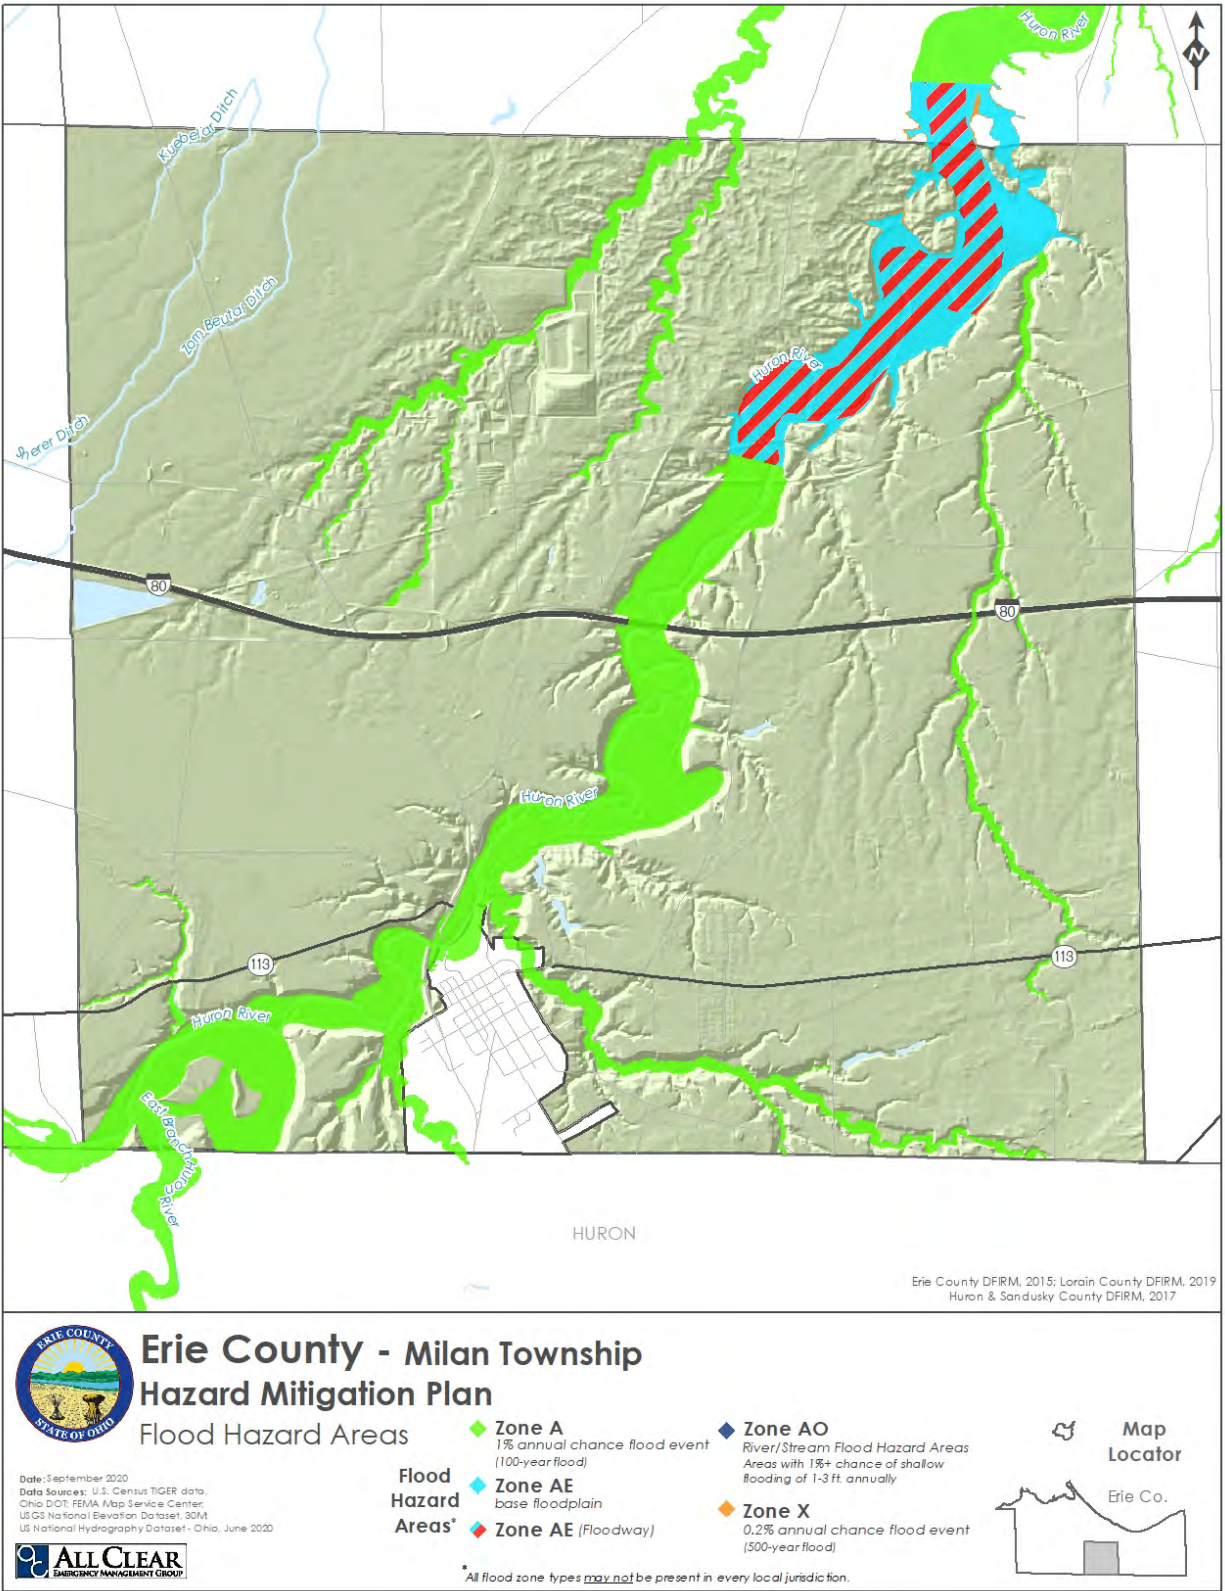 Huron River
N
Kuebelar Ditch
Zorn Beutal Ditch
Huron River
Sherer Ditch
80
80
Huron River
113
113
Huron River
East Branch Huron River
HURON
Erie County DFIRM, 2015; Lorain County DFIRM, 2019
Huron & Sandusky County DFIRM, 2017
ERIE COUNTY
STATE OF OHIO
Erie County - Milan Township
Hazard Mitigation Plan
Flood Hazard Areas
Date: September 2020
Data Sources: U.S. Census TIGER data,
Ohio DOT; FEMA Map Service Center;
USGS National Elevation Dataset, 30M;
US National Hydrography Dataset - Ohio, June 2020
ALL CLEAR
EMERGENCY MANAGEMENT GROUP
Flood
Hazard
Areas*
Zone A
1% annual chance flood event
(100-year flood)
Zone AE
base floodplain
Zone AE (Floodway)
Zone AO
River/Stream Flood Hazard Areas
Areas with 1%+ chance of shallow
flooding of 1-3 ft. annually
Zone X
0.2% annual chance flood event
(500-year flood)
*All flood zone types may not be present in every local jurisdiction.
Map
Locator
Erie Co.